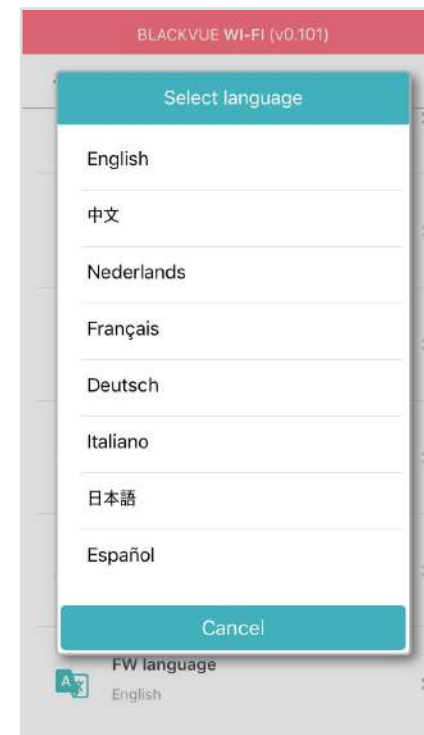 BLACKVUE WI-FI (v0.101)
Select language
English
中文
Nederlands
Français
Deutsch
Italiano
日本語
Español
Cancel
FW language
English